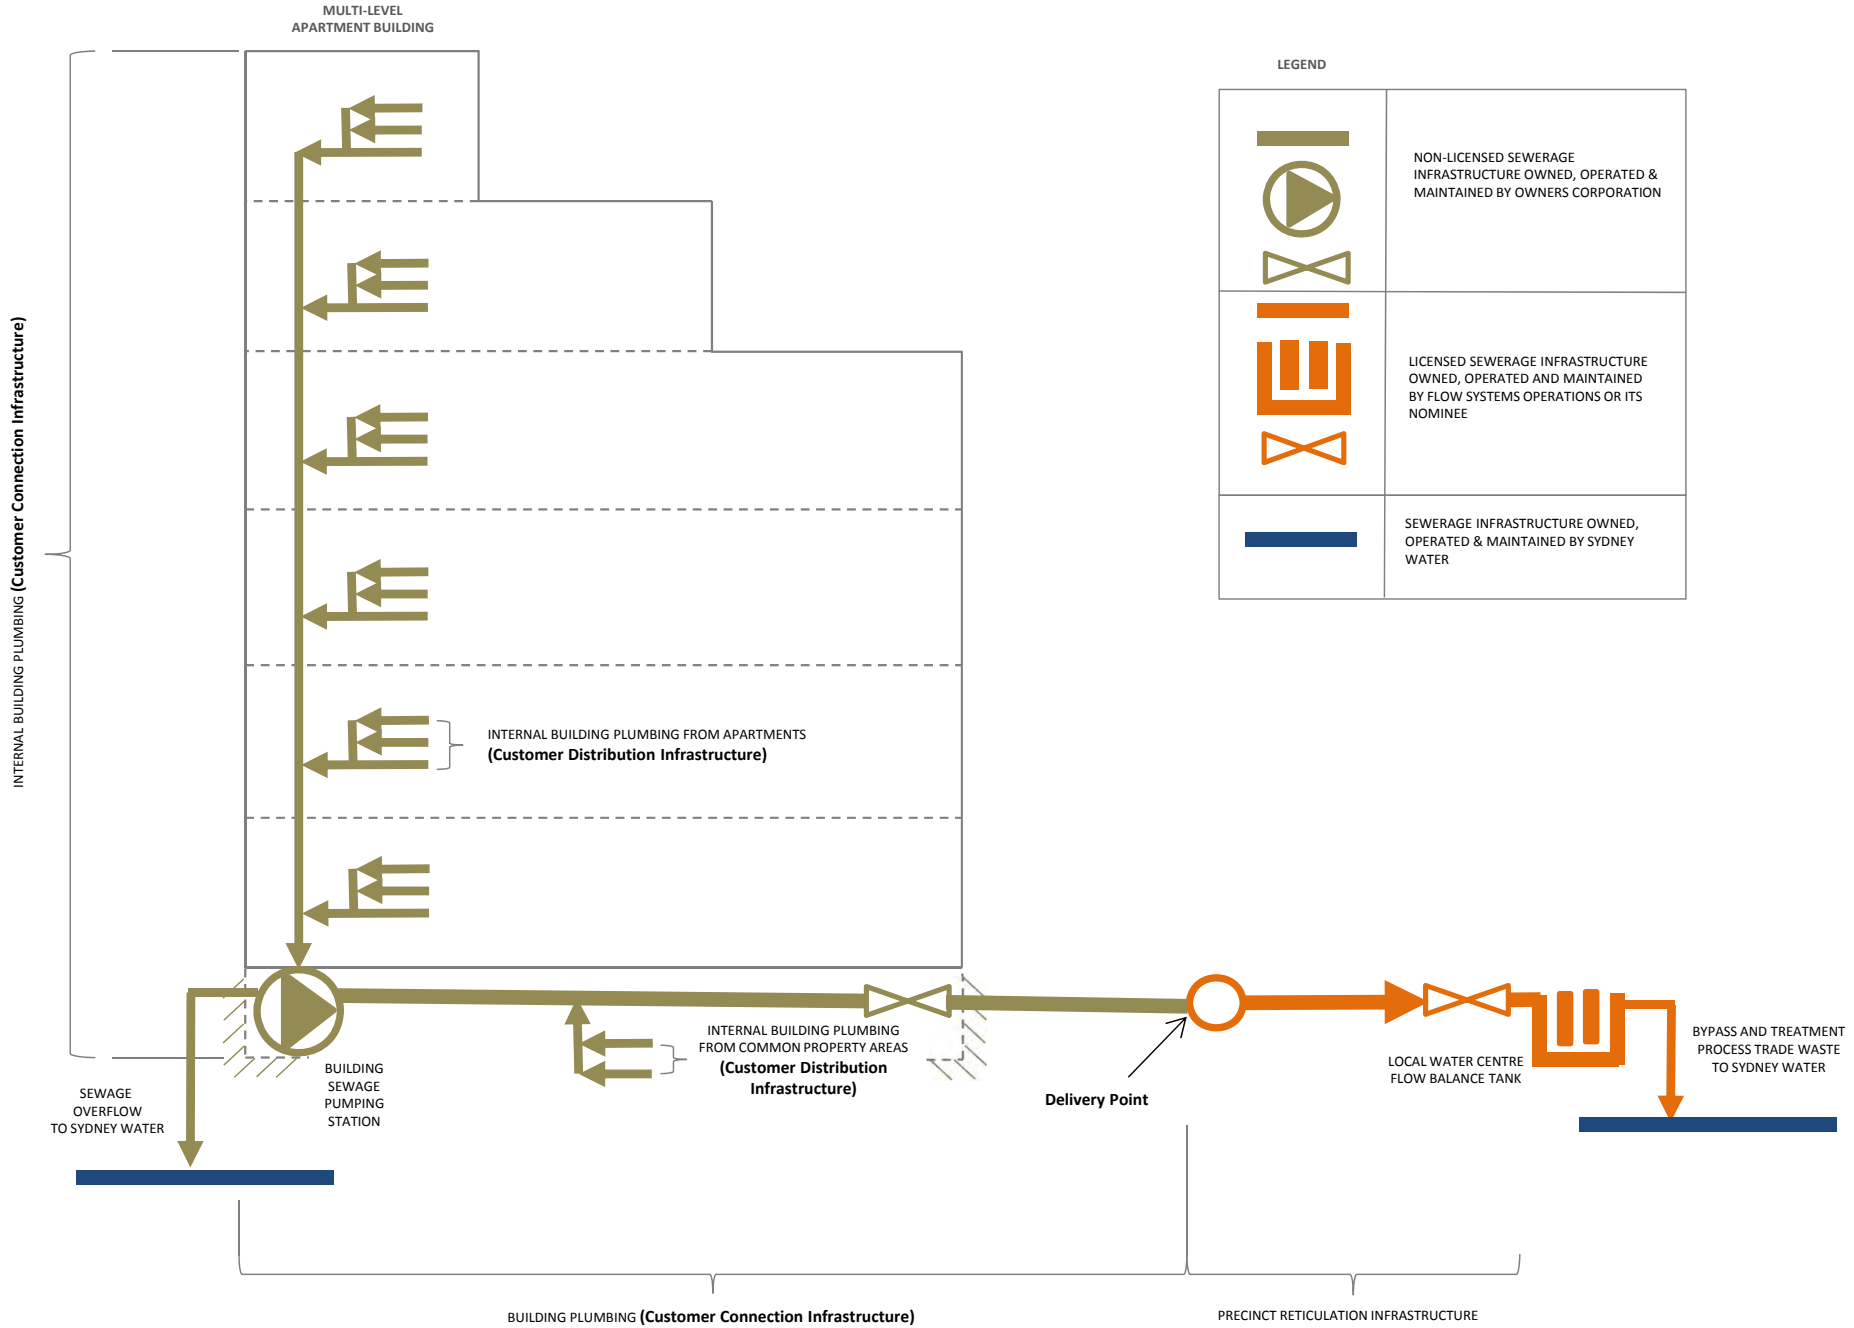 MULTI-LEVEL
APARTMENT BUILDING
LEGEND
NON-LICENSED SEWERAGE
INFRASTRUCTURE OWNED, OPERATED &
MAINTAINED BY OWNERS CORPORATION
LICENSED SEWERAGE INFRASTRUCTURE
OWNED, OPERATED AND MAINTAINED
BY FLOW SYSTEMS OPERATIONS OR ITS
NOMINEE
SEWERAGE INFRASTRUCTURE OWNED,
OPERATED & MAINTAINED BY SYDNEY
WATER
INTERNAL BUILDING PLUMBING (Customer Connection Infrastructure)
INTERNAL BUILDING PLUMBING FROM APARTMENTS
(Customer Distribution Infrastructure)
INTERNAL BUILDING PLUMBING
FROM COMMON PROPERTY AREAS
(Customer Distribution
Infrastructure)
BUILDING
SEWAGE
PUMPING
STATION
SEWAGE
OVERFLOW
TO SYDNEY WATER
Delivery Point
LOCAL WATER CENTRE
FLOW BALANCE TANK
BYPASS AND TREATMENT
PROCESS TRADE WASTE
TO SYDNEY WATER
BUILDING PLUMBING (Customer Connection Infrastructure)
PRECINCT RETICULATION INFRASTRUCTURE